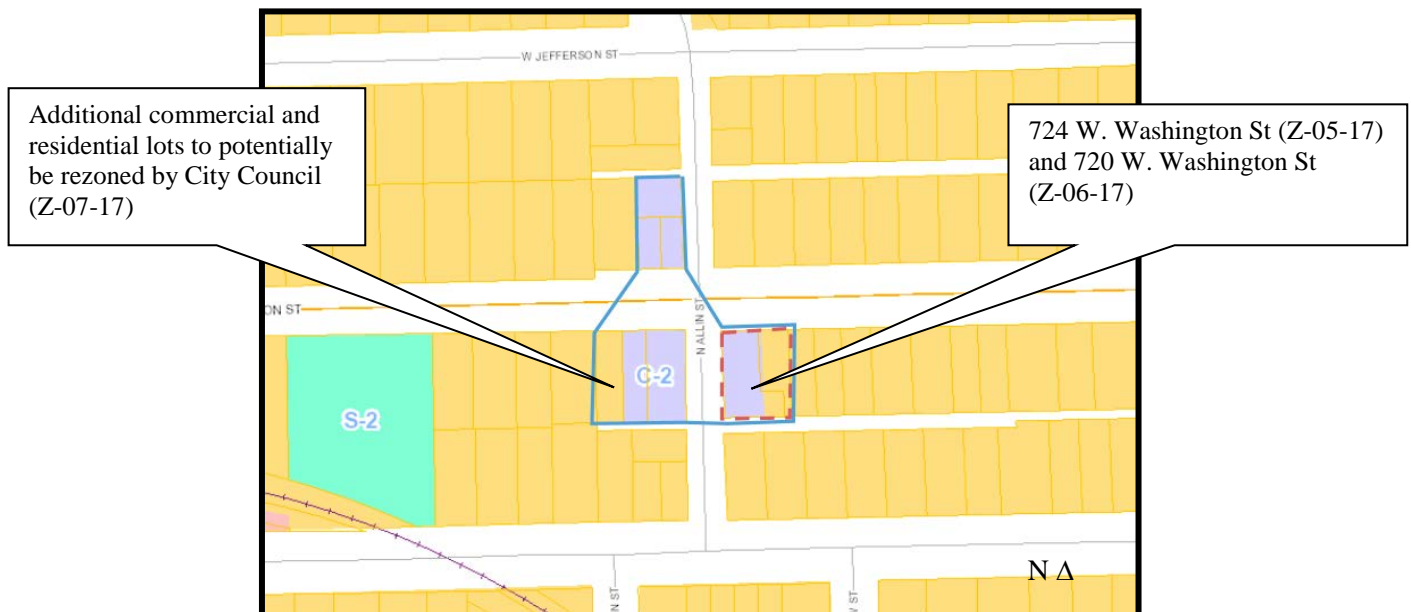 W JEFFERSON ST
Additional commercial and
residential lots to potentially
be rezoned by City Council
(Z-07-17)
724 W. Washington St (Z-05-17)
and 720 W. Washington St
(Z-06-17)
ON ST
N ALLIN ST
C-2
S-2
N Δ
N ST
ST